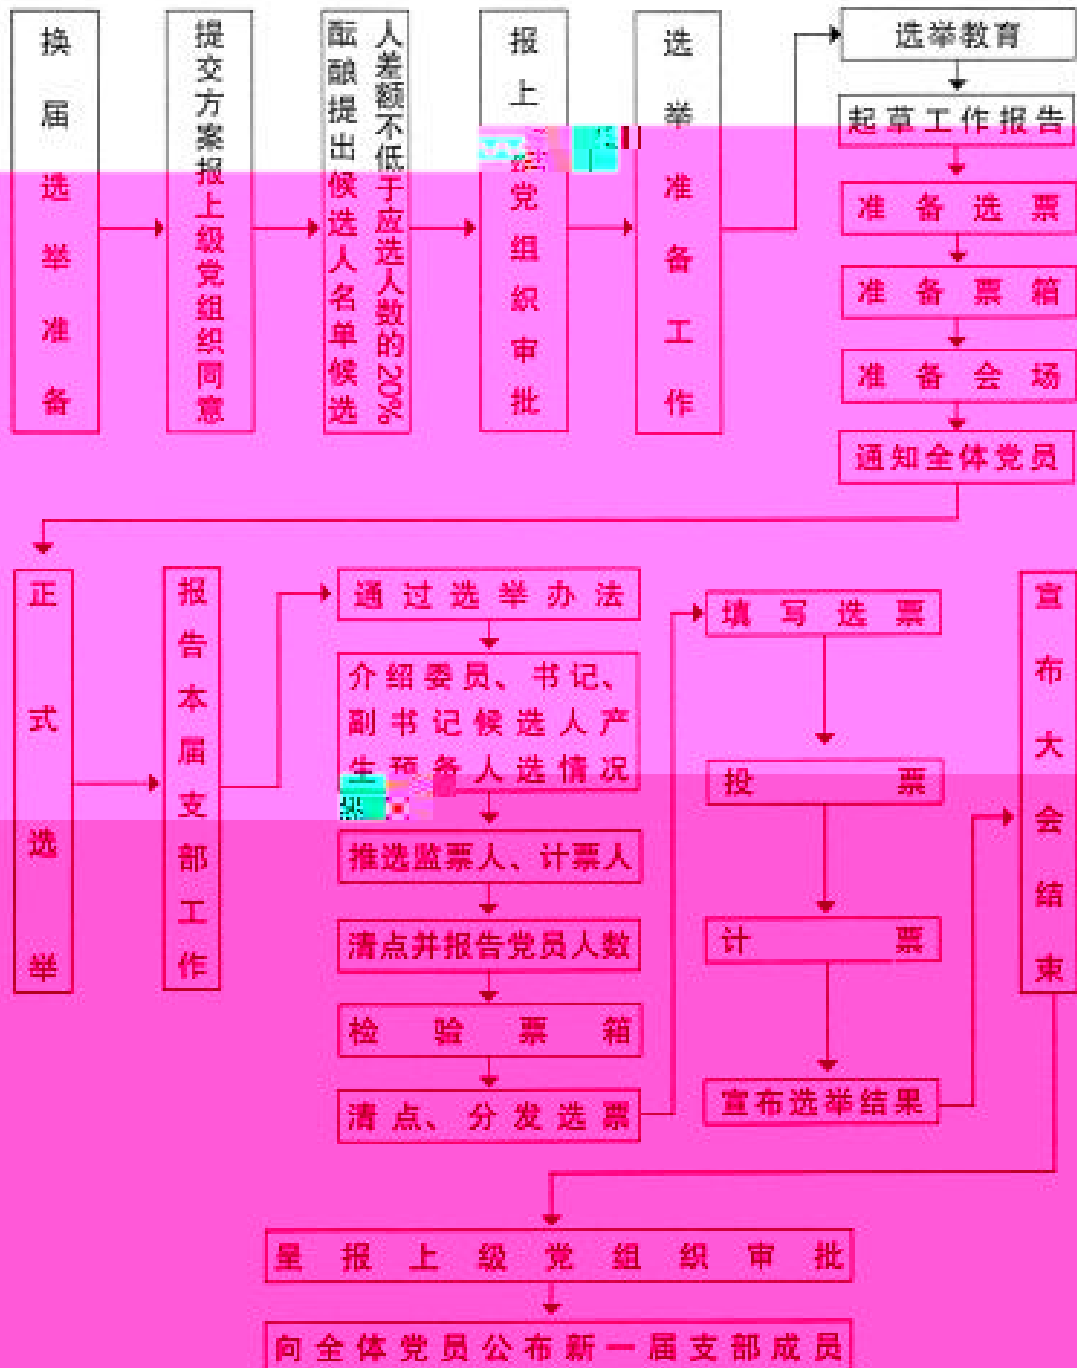 换届选举准备
提交方案报上级党组织同意
酝酿提出候选人名单候选
人差额不低于应选人数的20%
报上级党组织审批
选举准备工作
选举教育
起草工作报告
准备选票
准备票箱
准备会场
通知全体党员
正式选举
报告本届支部工作
通过选举办法
介绍委员、书记、
副书记候选人产
生预备人选情况
推选监票人、计票人
清点并报告党员人数
检验票箱
清点、分发选票
填写选票
投票
计票
宣布选举结果
宣布大会结束
呈报上级党组织审批
向全体党员公布新一届支部成员